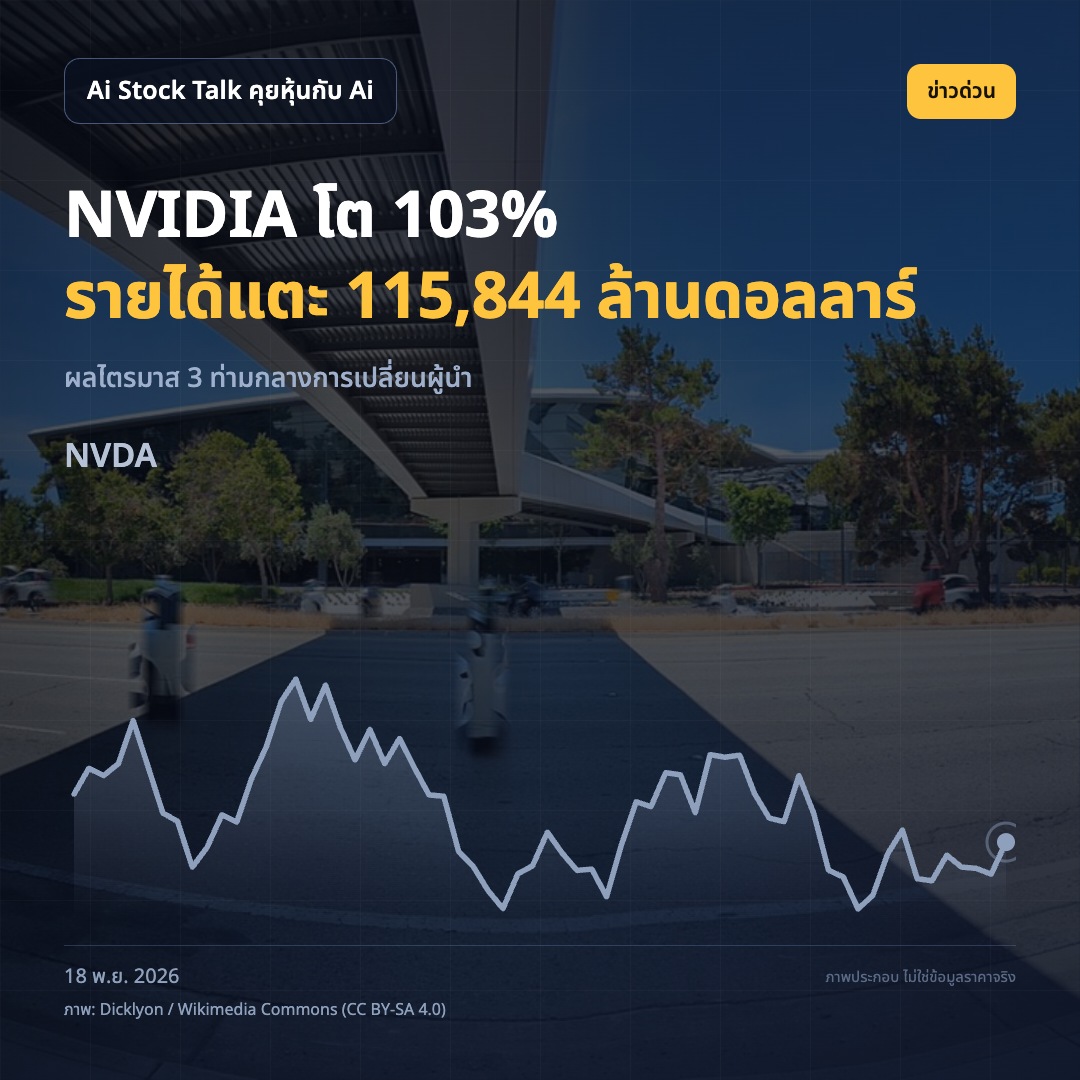 Ai Stock Talk คุยหุ้นกับ Ai
ข่าวด่วน
NVIDIA โต 103%
รายได้แตะ 115,844 ล้านดอลลาร์
ผลไตรมาส 3 ท่ามกลางการเปลี่ยนผู้นำ
NVDA
18 พ.ย. 2026
ภาพประกอบ ไม่ใช่ข้อมูลราคาจริง
ภาพ: Dicklyon / Wikimedia Commons (CC BY-SA 4.0)